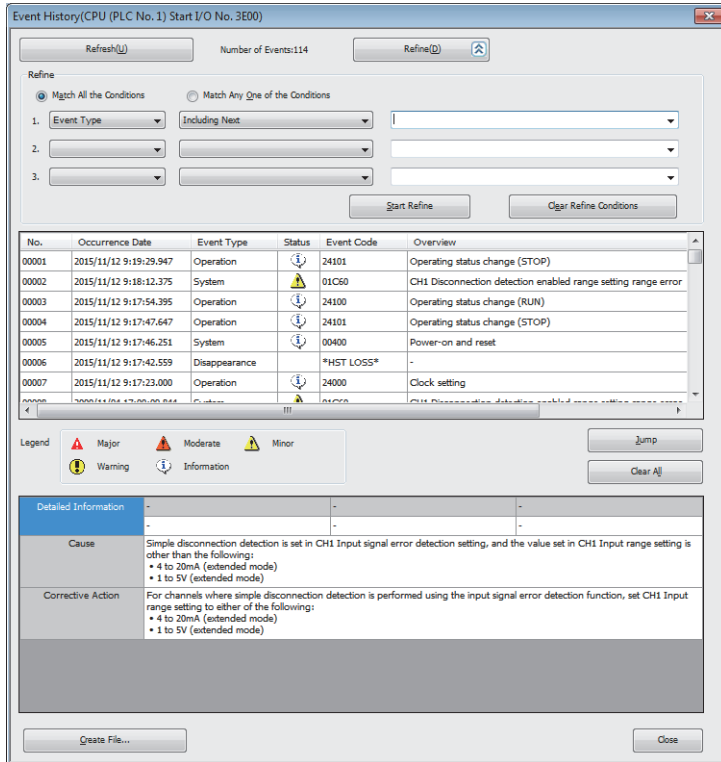 Event History(CPU (PLC No. 1) Start I/O No. 3E00)
Refresh(U) Number of Events:114 Refine(D)
Refine
Match All the Conditions Match Any One of the Conditions
1. Event Type Including Next
2.
3.
Start Refine Clear Refine Conditions
No. Occurrence Date Event Type Status Event Code Overview
00001 2015/11/12 9:19:29.947 Operation 24101 Operating status change (STOP)
00002 2015/11/12 9:18:12.375 System 01C60 CH1 Disconnection detection enabled range setting range error
00003 2015/11/12 9:17:54.395 Operation 24100 Operating status change (RUN)
00004 2015/11/12 9:17:47.647 Operation 24101 Operating status change (STOP)
00005 2015/11/12 9:17:46.251 System 00400 Power-on and reset
00006 2015/11/12 9:17:42.559 Disappearance *HST LOSS* -
00007 2015/11/12 9:17:23.000 Operation 24000 Clock setting
00008 System 01C60 CH1 Disconnection detection enabled range setting range error
Legend Major Moderate Minor
Warning Information
Jump
Clear All
Detailed Information - - -
- - -
Cause Simple disconnection detection is set in CH1 Input signal error detection setting, and the value set in CH1 Input range setting is
other than the following:
• 4 to 20mA (extended mode)
• 1 to 5V (extended mode)
Corrective Action For channels where simple disconnection detection is performed using the input signal error detection function, set CH1 Input
range setting to either of the following:
• 4 to 20mA (extended mode)
• 1 to 5V (extended mode)
Create File... Close